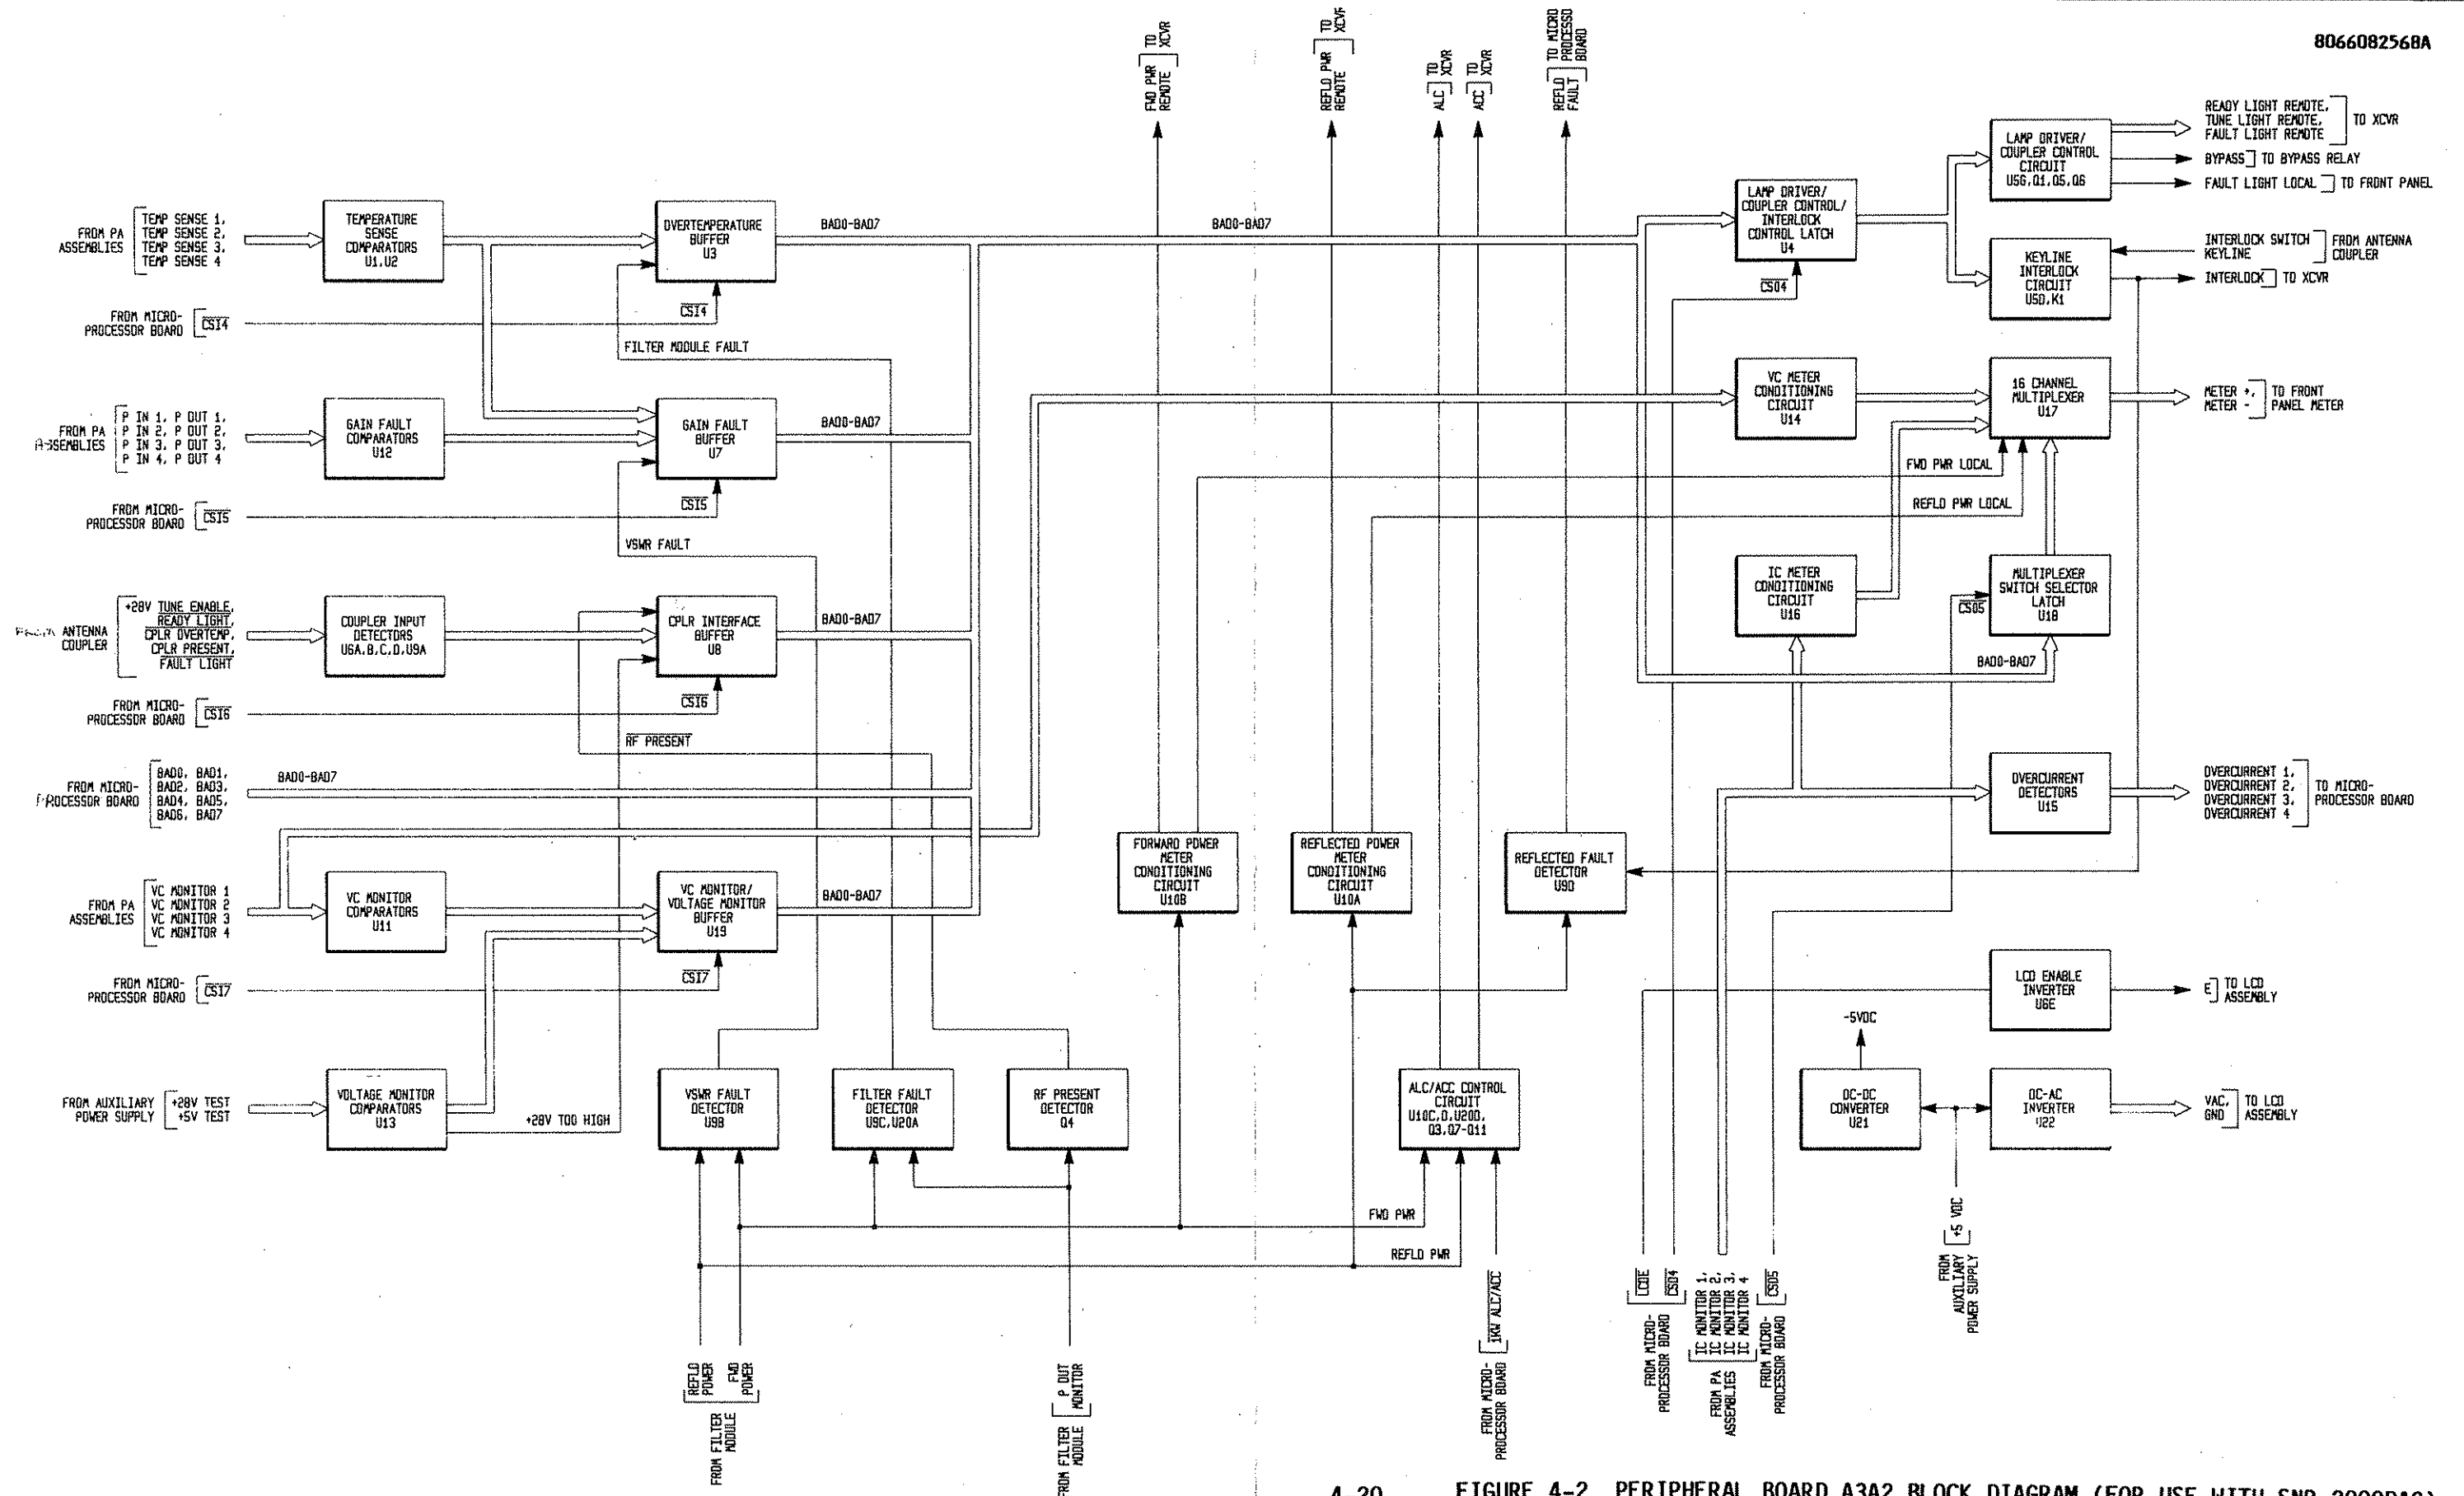 8066082568A
FWD PWR
REMOTE
TO
XCVR
REFLD PWR
REMOTE
TO
XCVR
ALC
TO
XCVR
ACC
TO
XCVR
REFLD
FAULT
TO MICRO
PROCESSO
BOARD
FROM PA
ASSEMBLIES
TEMP SENSE 1,
TEMP SENSE 2,
TEMP SENSE 3,
TEMP SENSE 4
TEMPERATURE
SENSE
COMPARATORS
U1,U2
OVERTEMPERATURE
BUFFER
U3
BAD0-BAD7
BAD0-BAD7
FROM MICRO-
PROCESSOR BOARD
CSI4
CSI4
FILTER MODULE FAULT
FROM PA
ASSEMBLIES
P IN 1, P OUT 1,
P IN 2, P OUT 2,
P IN 3, P OUT 3,
P IN 4, P OUT 4
GAIN FAULT
COMPARATORS
U12
GAIN FAULT
BUFFER
U7
BAD0-BAD7
FROM MICRO-
PROCESSOR BOARD
CSI5
CSI5
VSWR FAULT
ANTENNA
COUPLER
+28V TUNE ENABLE,
READY LIGHT,
CPLR OVERTEMP,
CPLR PRESENT,
FAULT LIGHT
COUPLER INPUT
DETECTORS
U6A,B,C,D,U9A
CPLR INTERFACE
BUFFER
U8
BAD0-BAD7
FROM MICRO-
PROCESSOR BOARD
CSI6
CSI6
RF PRESENT
FROM MICRO-
PROCESSOR BOARD
BAD0, BAD1,
BAD2, BAD3,
BAD4, BAD5,
BAD6, BAD7
BAD0-BAD7
FROM PA
ASSEMBLIES
VC MONITOR 1
VC MONITOR 2
VC MONITOR 3
VC MONITOR 4
VC MONITOR
COMPARATORS
U11
VC MONITOR/
VOLTAGE MONITOR
BUFFER
U19
BAD0-BAD7
FROM MICRO-
PROCESSOR BOARD
CSI7
CSI7
FROM AUXILIARY
POWER SUPPLY
+28V TEST
+5V TEST
VOLTAGE MONITOR
COMPARATORS
U13
+28V TOO HIGH
VSWR FAULT
DETECTOR
U9B
FILTER FAULT
DETECTOR
U9C,U20A
RF PRESENT
DETECTOR
Q4
FORWARD POWER
METER
CONDITIONING
CIRCUIT
U10B
REFLECTED POWER
METER
CONDITIONING
CIRCUIT
U10A
REFLECTED FAULT
DETECTOR
U9D
ALC/ACC CONTROL
CIRCUIT
U10C,D,U20D,
Q3,Q7-Q11
FWD PWR
REFLD PWR
REFLD
POWER
FWD
POWER
FROM FILTER
MODULE
P OUT
MONITOR
FROM FILTER
MODULE
1KW ALC/ACC
FROM MICRO-
PROCESSOR BOARD
LAMP DRIVER/
COUPLER CONTROL/
INTERLOCK
CONTROL LATCH
U4
CSO4
LAMP DRIVER/
COUPLER CONTROL
CIRCUIT
U5G,Q1,Q5,Q6
READY LIGHT REMOTE,
TUNE LIGHT REMOTE,
FAULT LIGHT REMOTE
TO XCVR
BYPASS
TO BYPASS RELAY
FAULT LIGHT LOCAL
TO FRONT PANEL
KEYLINE
INTERLOCK
CIRCUIT
U5D,K1
INTERLOCK SWITCH
KEYLINE
FROM ANTENNA
COUPLER
INTERLOCK
TO XCVR
VC METER
CONDITIONING
CIRCUIT
U14
16 CHANNEL
MULTIPLEXER
U17
METER +,
METER -
TO FRONT
PANEL METER
FWD PWR LOCAL
REFLD PWR LOCAL
IC METER
CONDITIONING
CIRCUIT
U16
CSO5
MULTIPLEXER
SWITCH SELECTOR
LATCH
U18
BAD0-BAD7
OVERCURRENT
DETECTORS
U15
OVERCURRENT 1,
OVERCURRENT 2,
OVERCURRENT 3,
OVERCURRENT 4
TO MICRO-
PROCESSOR BOARD
LCD ENABLE
INVERTER
U6E
E
TO LCD
ASSEMBLY
-5VDC
DC-DC
CONVERTER
U21
DC-AC
INVERTER
U22
VAC,
GND
TO LCD
ASSEMBLY
+5 VDC
FROM
AUXILIARY
POWER SUPPLY
LCDE
CSO4
FROM MICRO-
PROCESSOR BOARD
IC MONITOR 1,
IC MONITOR 2,
IC MONITOR 3,
IC MONITOR 4
FROM PA
ASSEMBLIES
CSO5
FROM MICRO-
PROCESSOR BOARD
4-20 FIGURE 4-2 PERIPHERAL BOARD A3A2 BLOCK DIAGRAM (FOR USE WITH